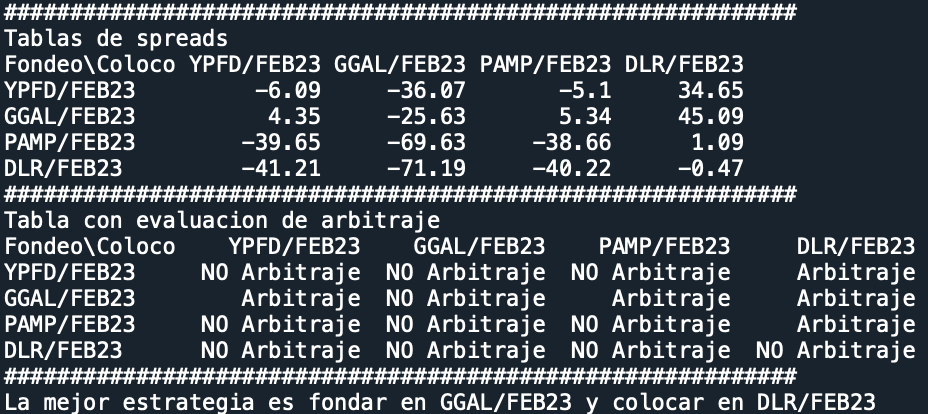 ############################################################
Tablas de spreads
Fondeo\Coloco YPFD/FEB23 GGAL/FEB23 PAMP/FEB23 DLR/FEB23
YPFD/FEB23 -6.09 -36.07 -5.1 34.65
GGAL/FEB23 4.35 -25.63 5.34 45.09
PAMP/FEB23 -39.65 -69.63 -38.66 1.09
DLR/FEB23 -41.21 -71.19 -40.22 -0.47
############################################################
Tabla con evaluacion de arbitraje
Fondeo\Coloco YPFD/FEB23 GGAL/FEB23 PAMP/FEB23 DLR/FEB23
YPFD/FEB23 NO Arbitraje NO Arbitraje NO Arbitraje Arbitraje
GGAL/FEB23 Arbitraje NO Arbitraje Arbitraje Arbitraje
PAMP/FEB23 NO Arbitraje NO Arbitraje NO Arbitraje Arbitraje
DLR/FEB23 NO Arbitraje NO Arbitraje NO Arbitraje NO Arbitraje
############################################################
La mejor estrategia es fondar en GGAL/FEB23 y colocar en DLR/FEB23